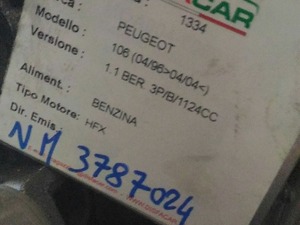 : 1334
Modello : PEUGEOT
Versione : 106 (04/96>04/04<)
1.1 BER. 3P/B/1124CC
Aliment. : BENZINA
Tipo Motore: HFX
Dir. Emis.
NM 3787024